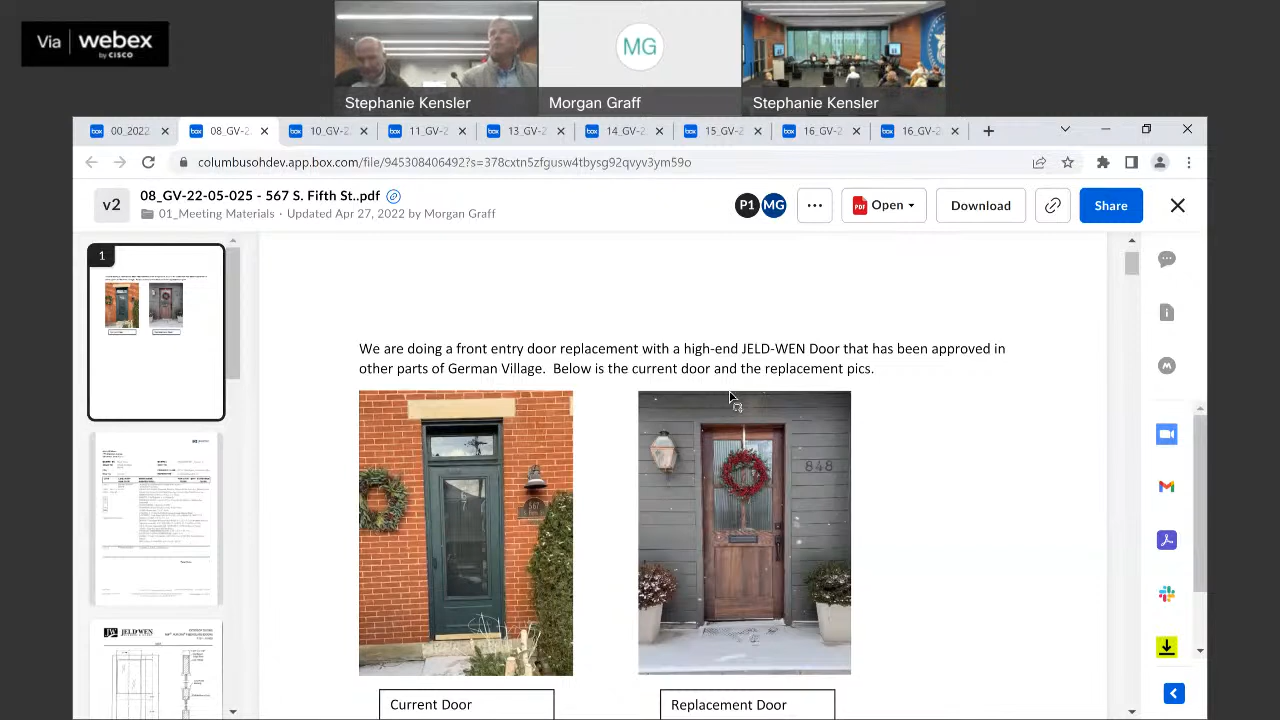 Via webex
by CISCO
MG
Stephanie Kensler
Morgan Graff
Stephanie Kensler
00_2022
08_GV-2
10_GV-2
11_GV-2
13_GV-2
14_GV-2
15_GV-2
16_GV-2
16_GV-2
columbusohdev.app.box.com/file/945308406492?s=378cxtn5zfgusw4tbysg92qvyv3ym59o
v2
08_GV-22-05-025 - 567 S. Fifth St..pdf
01_Meeting Materials · Updated Apr 27, 2022 by Morgan Graff
P1 MG
PDF Open
Download
Share
1
We are doing a front entry door replacement with a high-end JELD-WEN Door that has been approved in
other parts of German Village. Below is the current door and the replacement pics.
567
848
Current Door
Replacement Door
JELD WEN